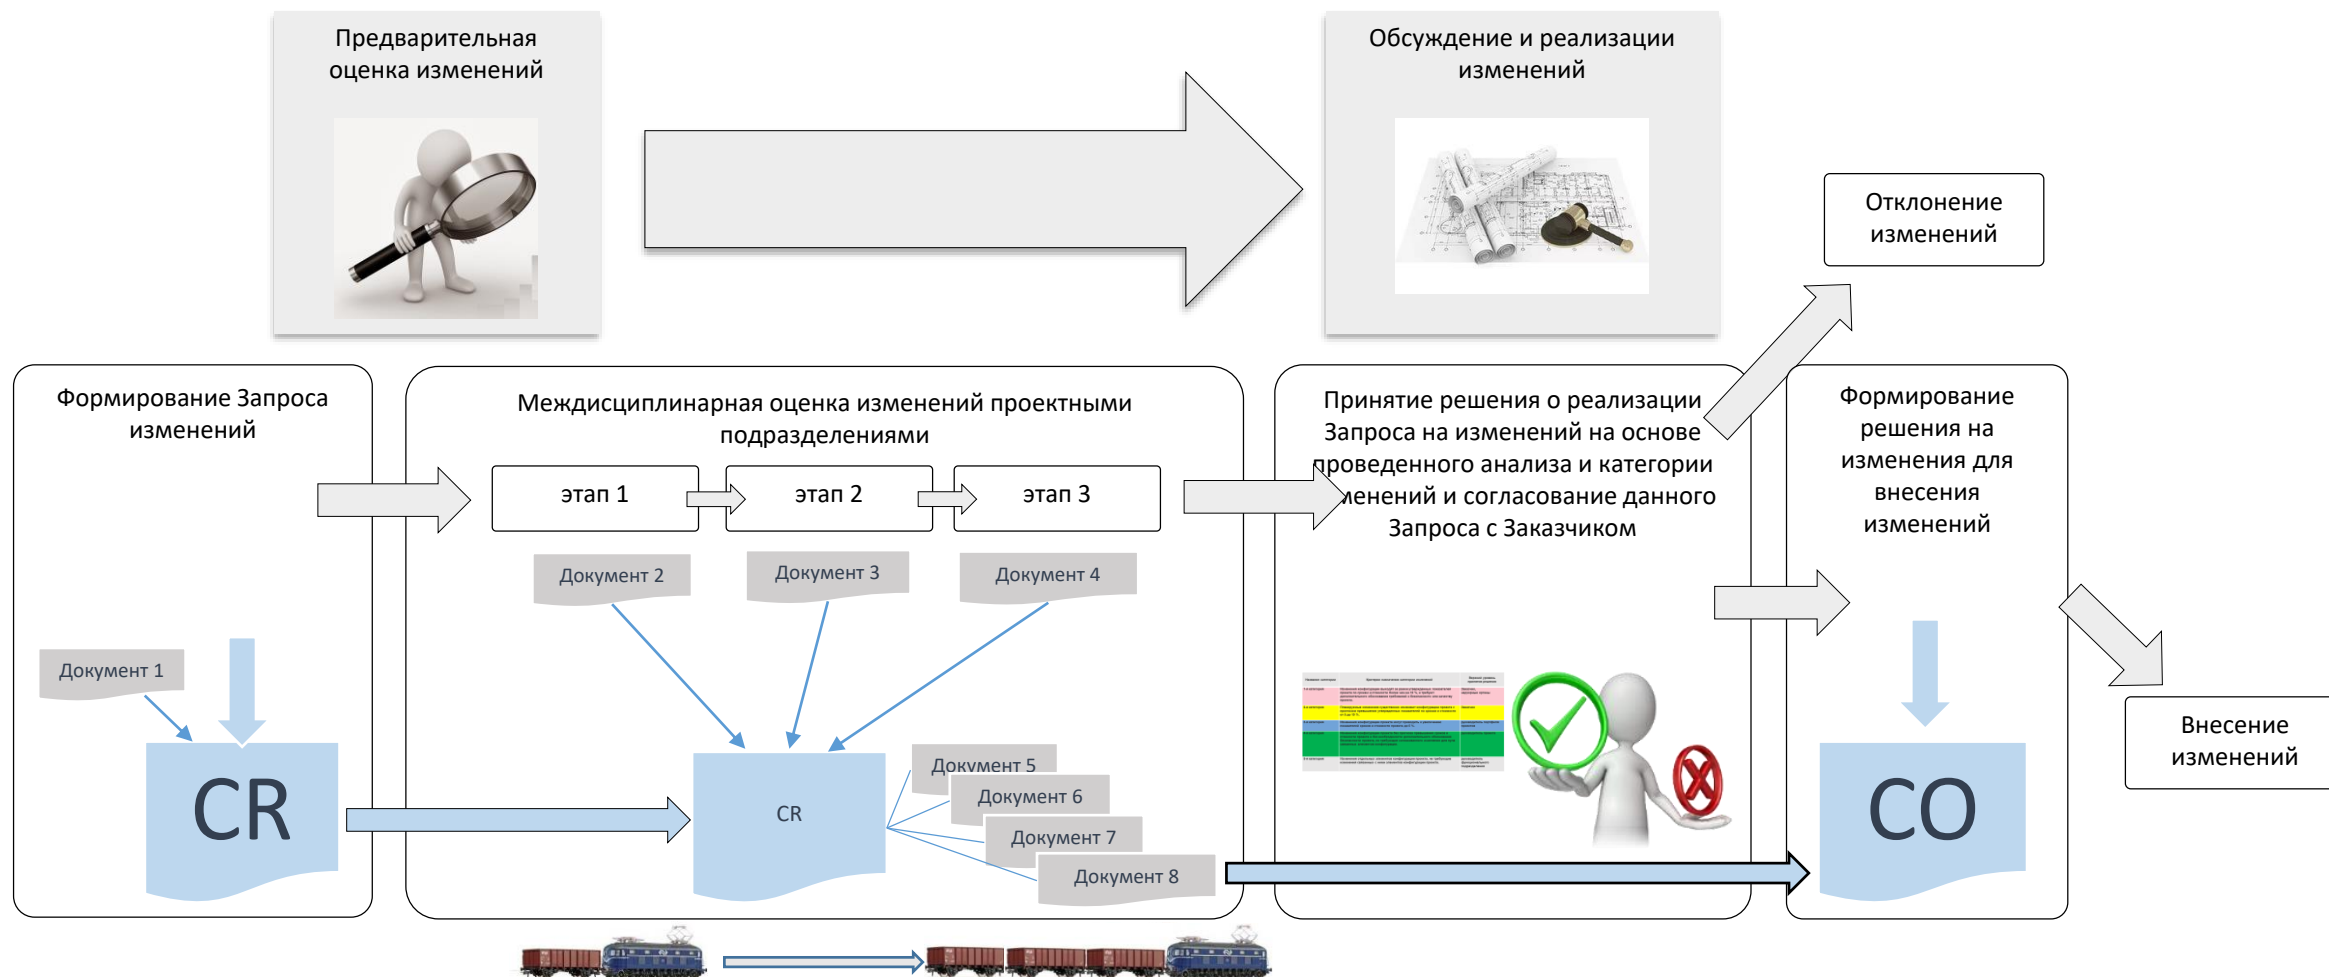 Предварительная
оценка изменений
Обсуждение и реализации
изменений
Отклонение
изменений
Формирование Запроса
изменений
Междисциплинарная оценка изменений проектными
подразделениями
этап 1
этап 2
этап 3
Принятие решения о реализации
Запроса на изменений на основе
проведенного анализа и категории
менений и согласование данного
Запроса с Заказчиком
Формирование
решения на
изменения для
внесения
изменений
Документ 2
Документ 3
Документ 4
Документ 1
CR
CR
Документ 5
Документ 6
Документ 7
Документ 8
CO
Внесение
изменений